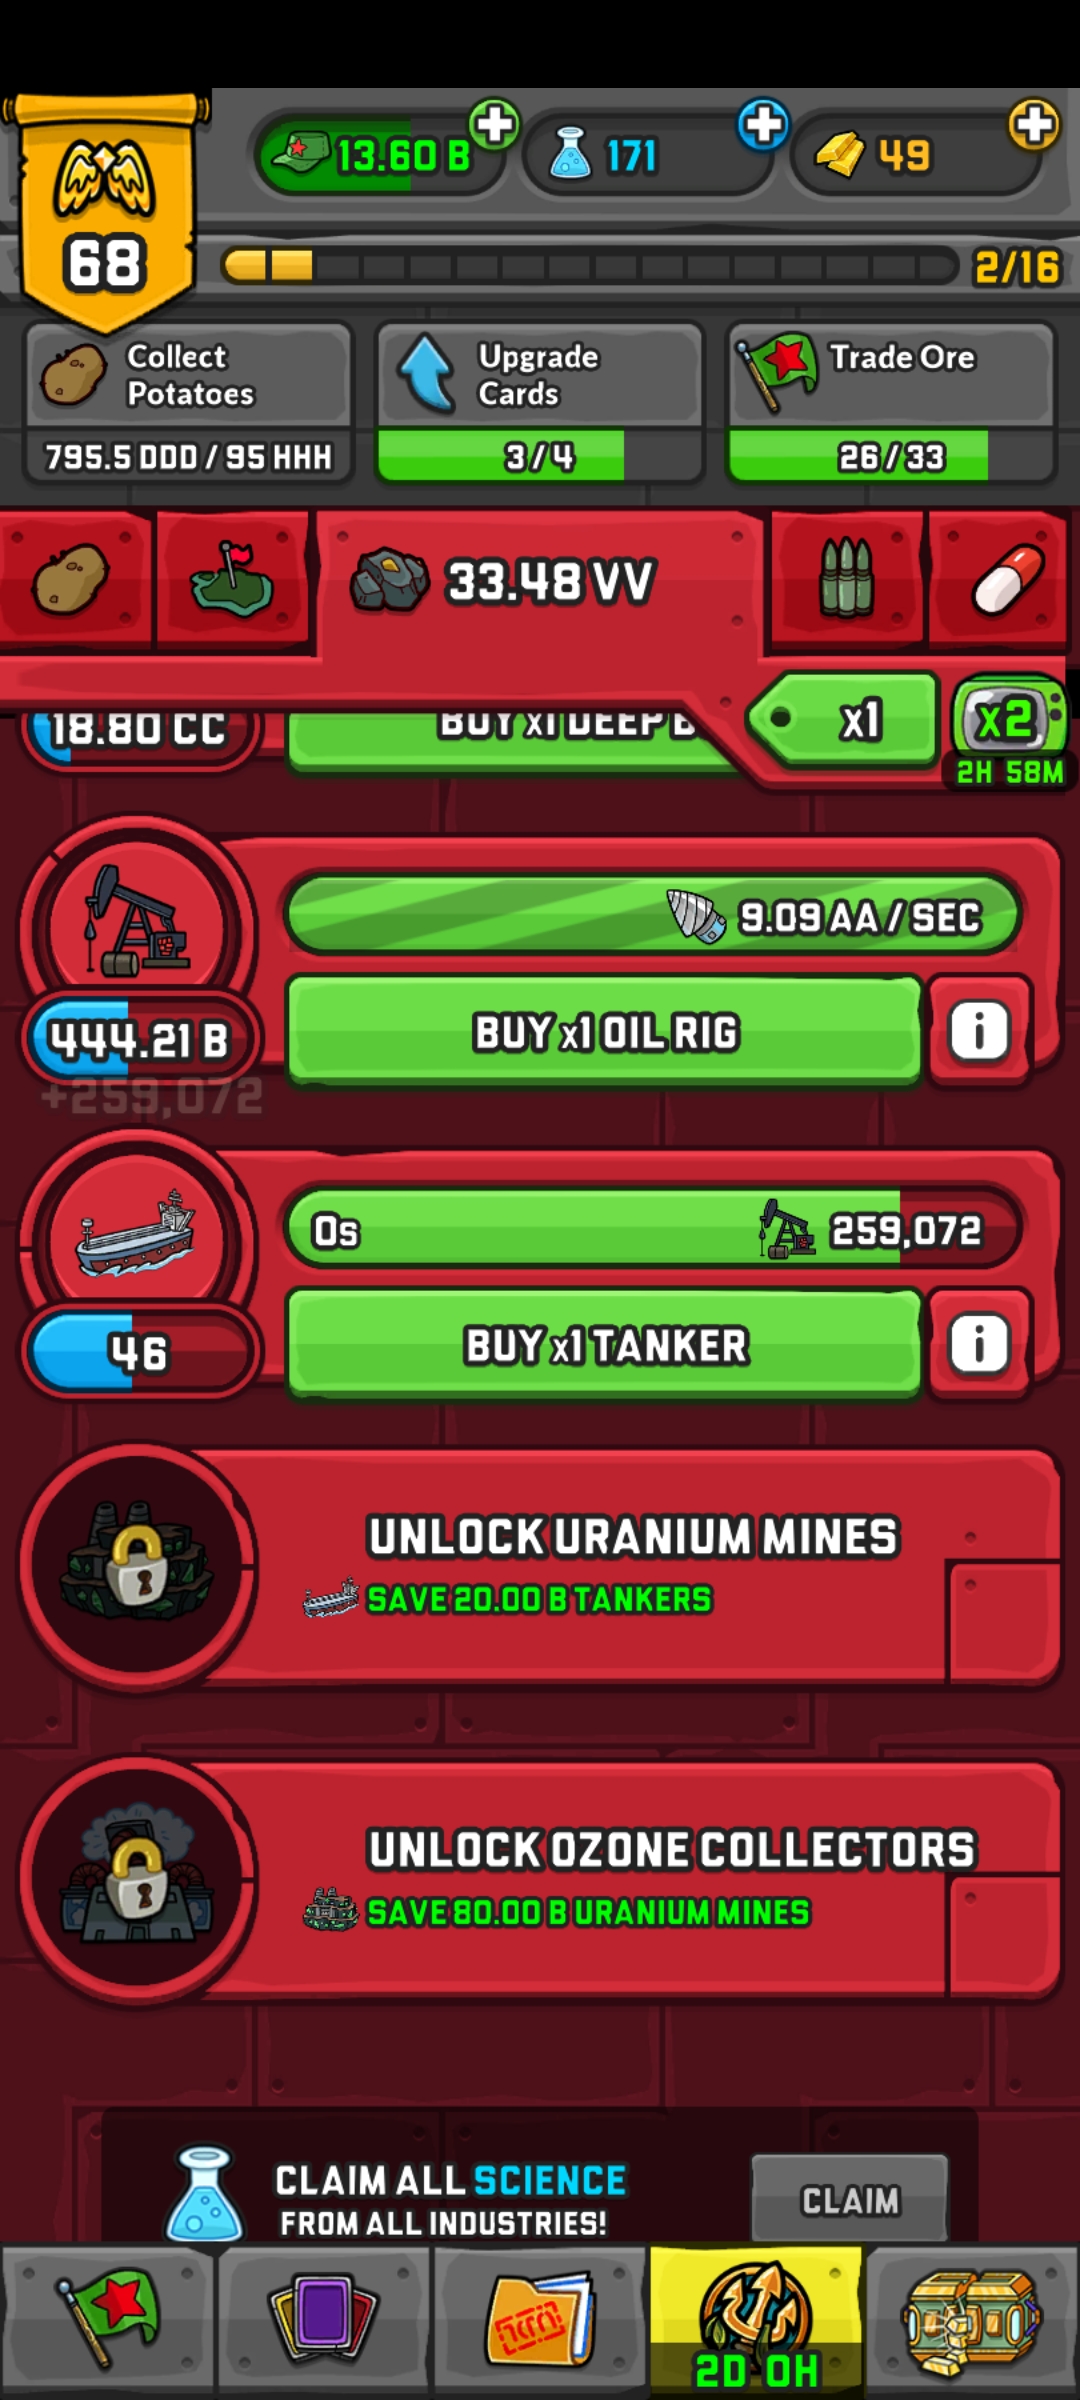 13.60 B
171
49
68
2/16
Collect
Potatoes
Upgrade
Cards
Trade Ore
795.5 DDD / 95 HHH
3/4
26/33
33.48 VV
x1
x2
2H 58M
18.80 CC
BUY x1 DEEP B
9.09 AA / SEC
444.21 B
BUY x1 OIL RIG
+259,072
0s
259,072
46
BUY x1 TANKER
UNLOCK URANIUM MINES
SAVE 20.00 B TANKERS
UNLOCK OZONE COLLECTORS
SAVE 80.00 B URANIUM MINES
CLAIM ALL SCIENCE
FROM ALL INDUSTRIES!
CLAIM
2D 0H